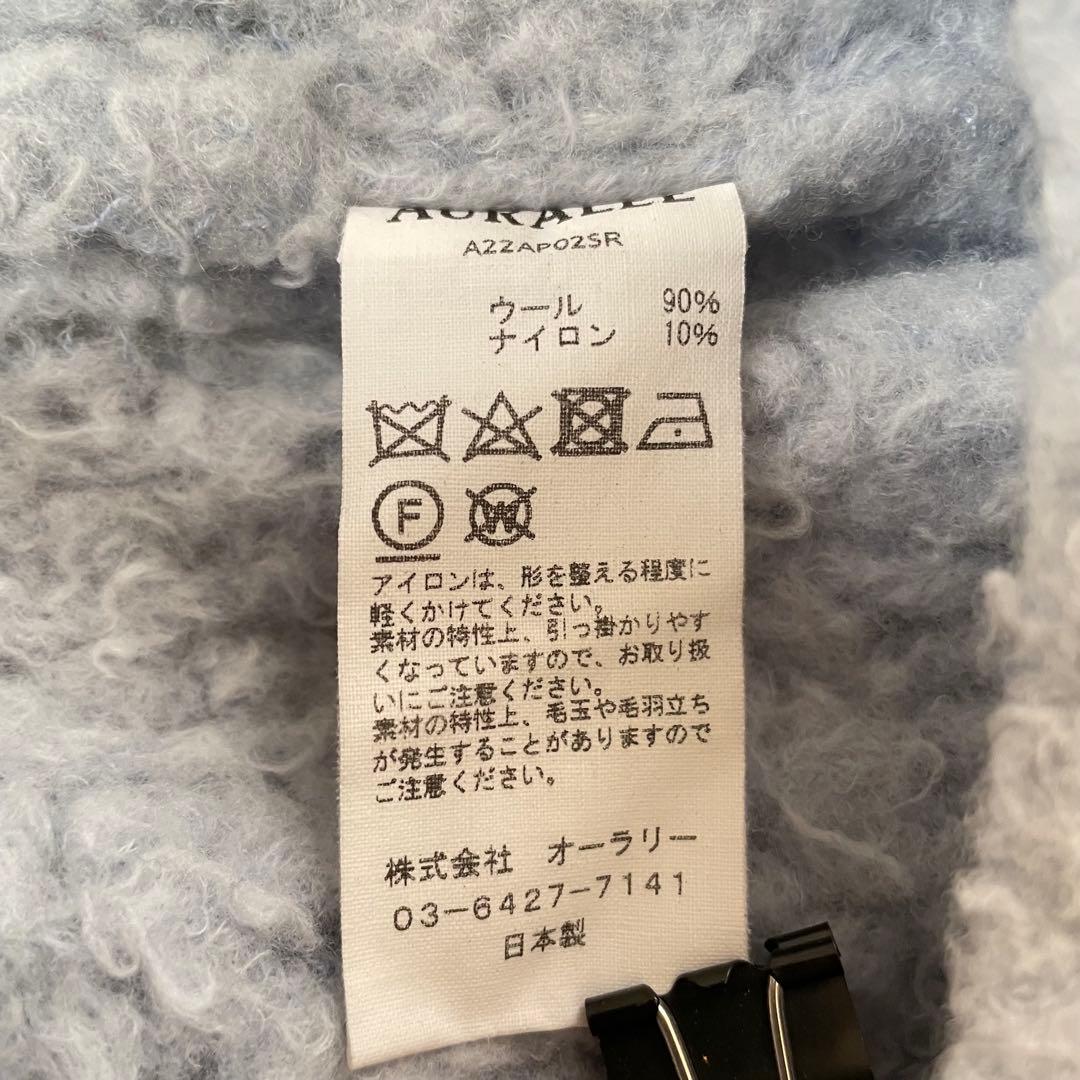 AURALEE
A22AP02SR
ウール 90%
ナイロン 10%
F
W
アイロンは、形を整える程度に
軽くかけてください。
素材の特性上、引っ掛かりやす
くなっていますので、お取り扱
いにご注意ください。
素材の特性上、毛玉や毛羽立ち
が発生することがありますので
ご注意ください。
株式会社 オーラリー
03-6427-7141
日本製